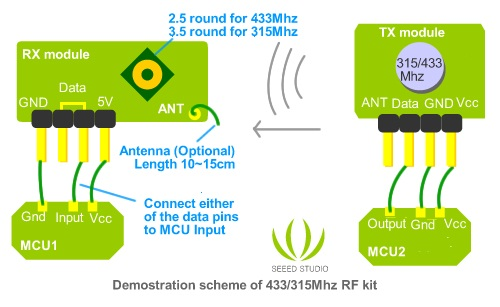 2.5 round for 433Mhz
3.5 round for 315Mhz
RX module
Data
GND
5V
ANT
Antenna (Optional)
Length 10~15cm
Connect either
of the data pins
to MCU Input
Gnd Input Vcc
MCU1
TX module
315/433
Mhz
ANT Data GND Vcc
Output Gnd Vcc
MCU2
SEEED STUDIO
Demostration scheme of 433/315Mhz RF kit